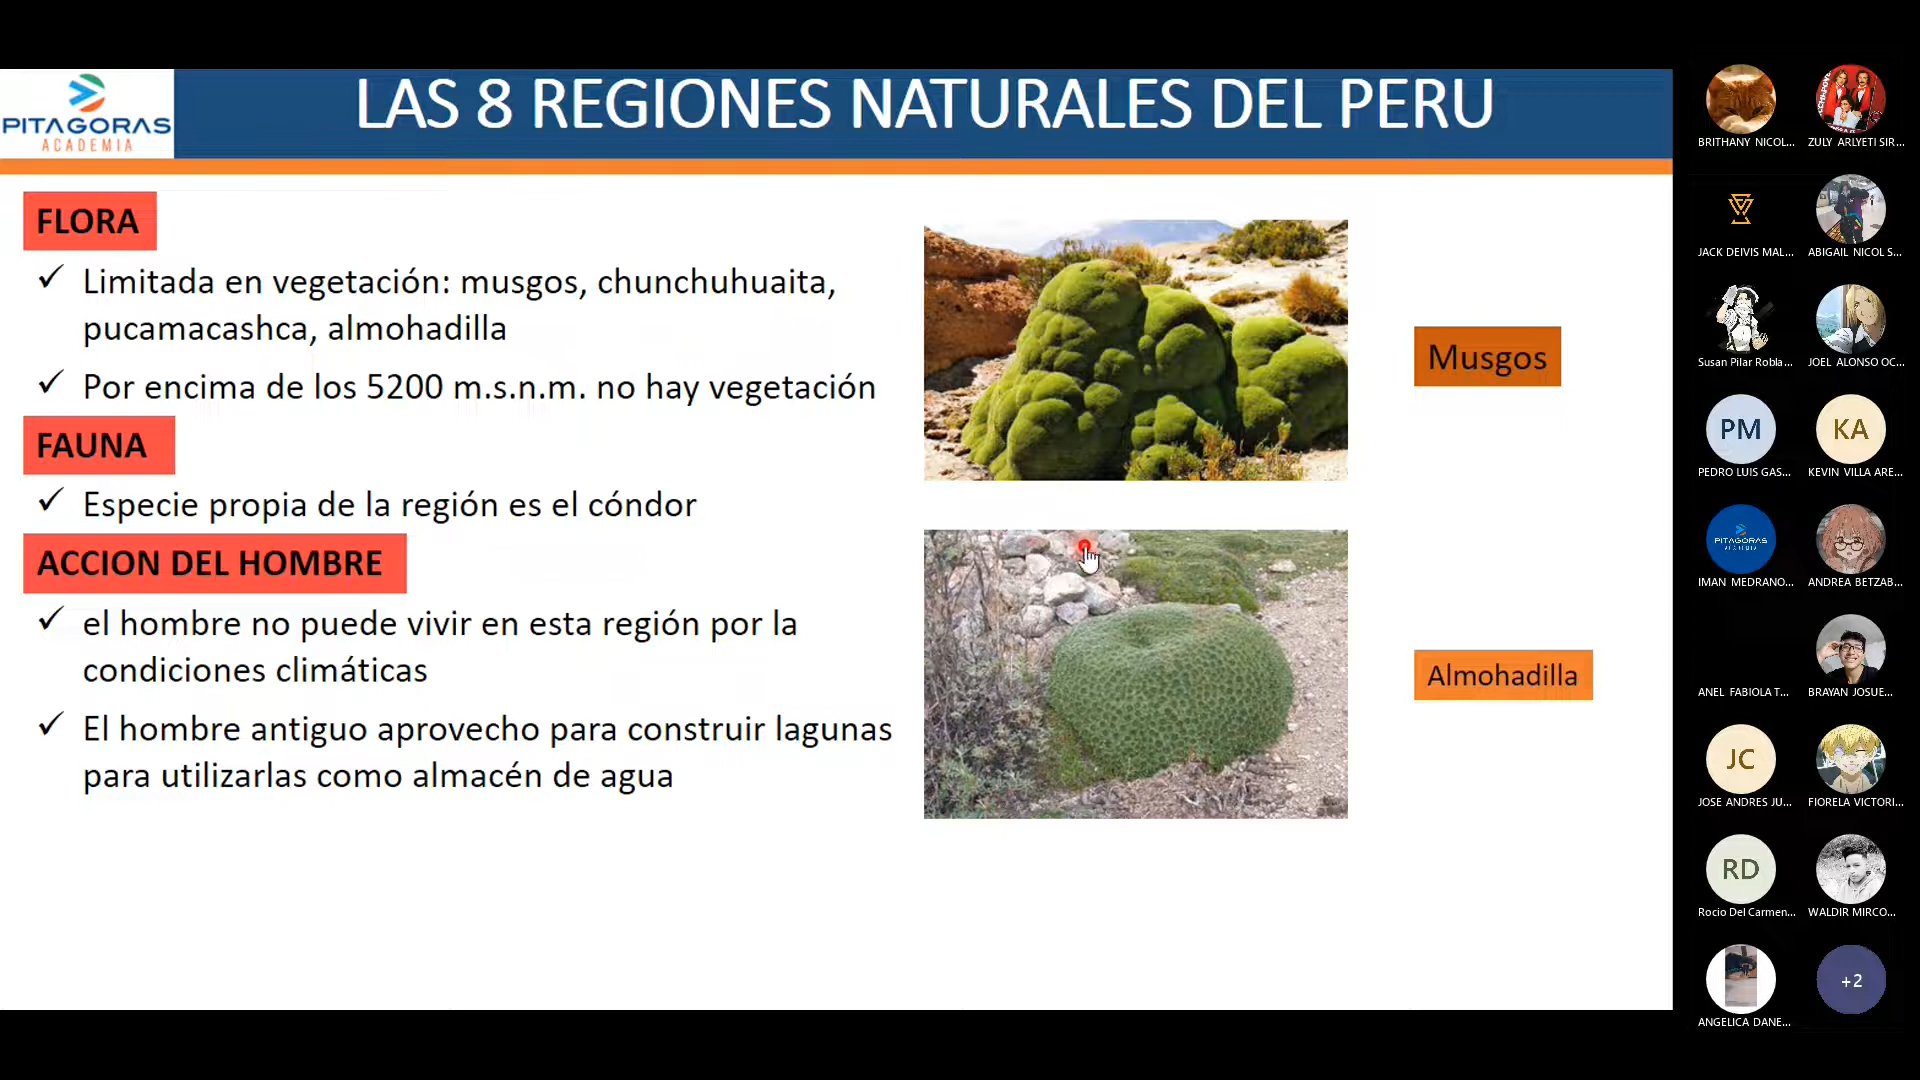 PITAGORAS
ACADEMIA
LAS 8 REGIONES NATURALES DEL PERU
FLORA
✓ Limitada en vegetación: musgos, chunchuhuaita,
pucamacashca, almohadilla
✓ Por encima de los 5200 m.s.n.m. no hay vegetación
FAUNA
✓ Especie propia de la región es el cóndor
ACCION DEL HOMBRE
✓ el hombre no puede vivir en esta región por la
condiciones climáticas
✓ El hombre antiguo aprovecho para construir lagunas
para utilizarlas como almacén de agua
Musgos
Almohadilla
BRITHANY NICOL...
ZULY ARLYETI SIR...
JACK DEIVIS MAL...
ABIGAIL NICOL S...
Susan Pilar Robla...
JOEL ALONSO OC...
PM
KA
PEDRO LUIS GAS...
KEVIN VILLA ARE...
PITAGORAS
IMAN MEDRANO...
ANDREA BETZAB...
ANEL FABIOLA T...
BRAYAN JOSUE...
JC
JOSE ANDRES JU...
FIORELA VICTORI...
RD
Rocio Del Carmen...
WALDIR MIRCO...
+2
ANGELICA DANE...